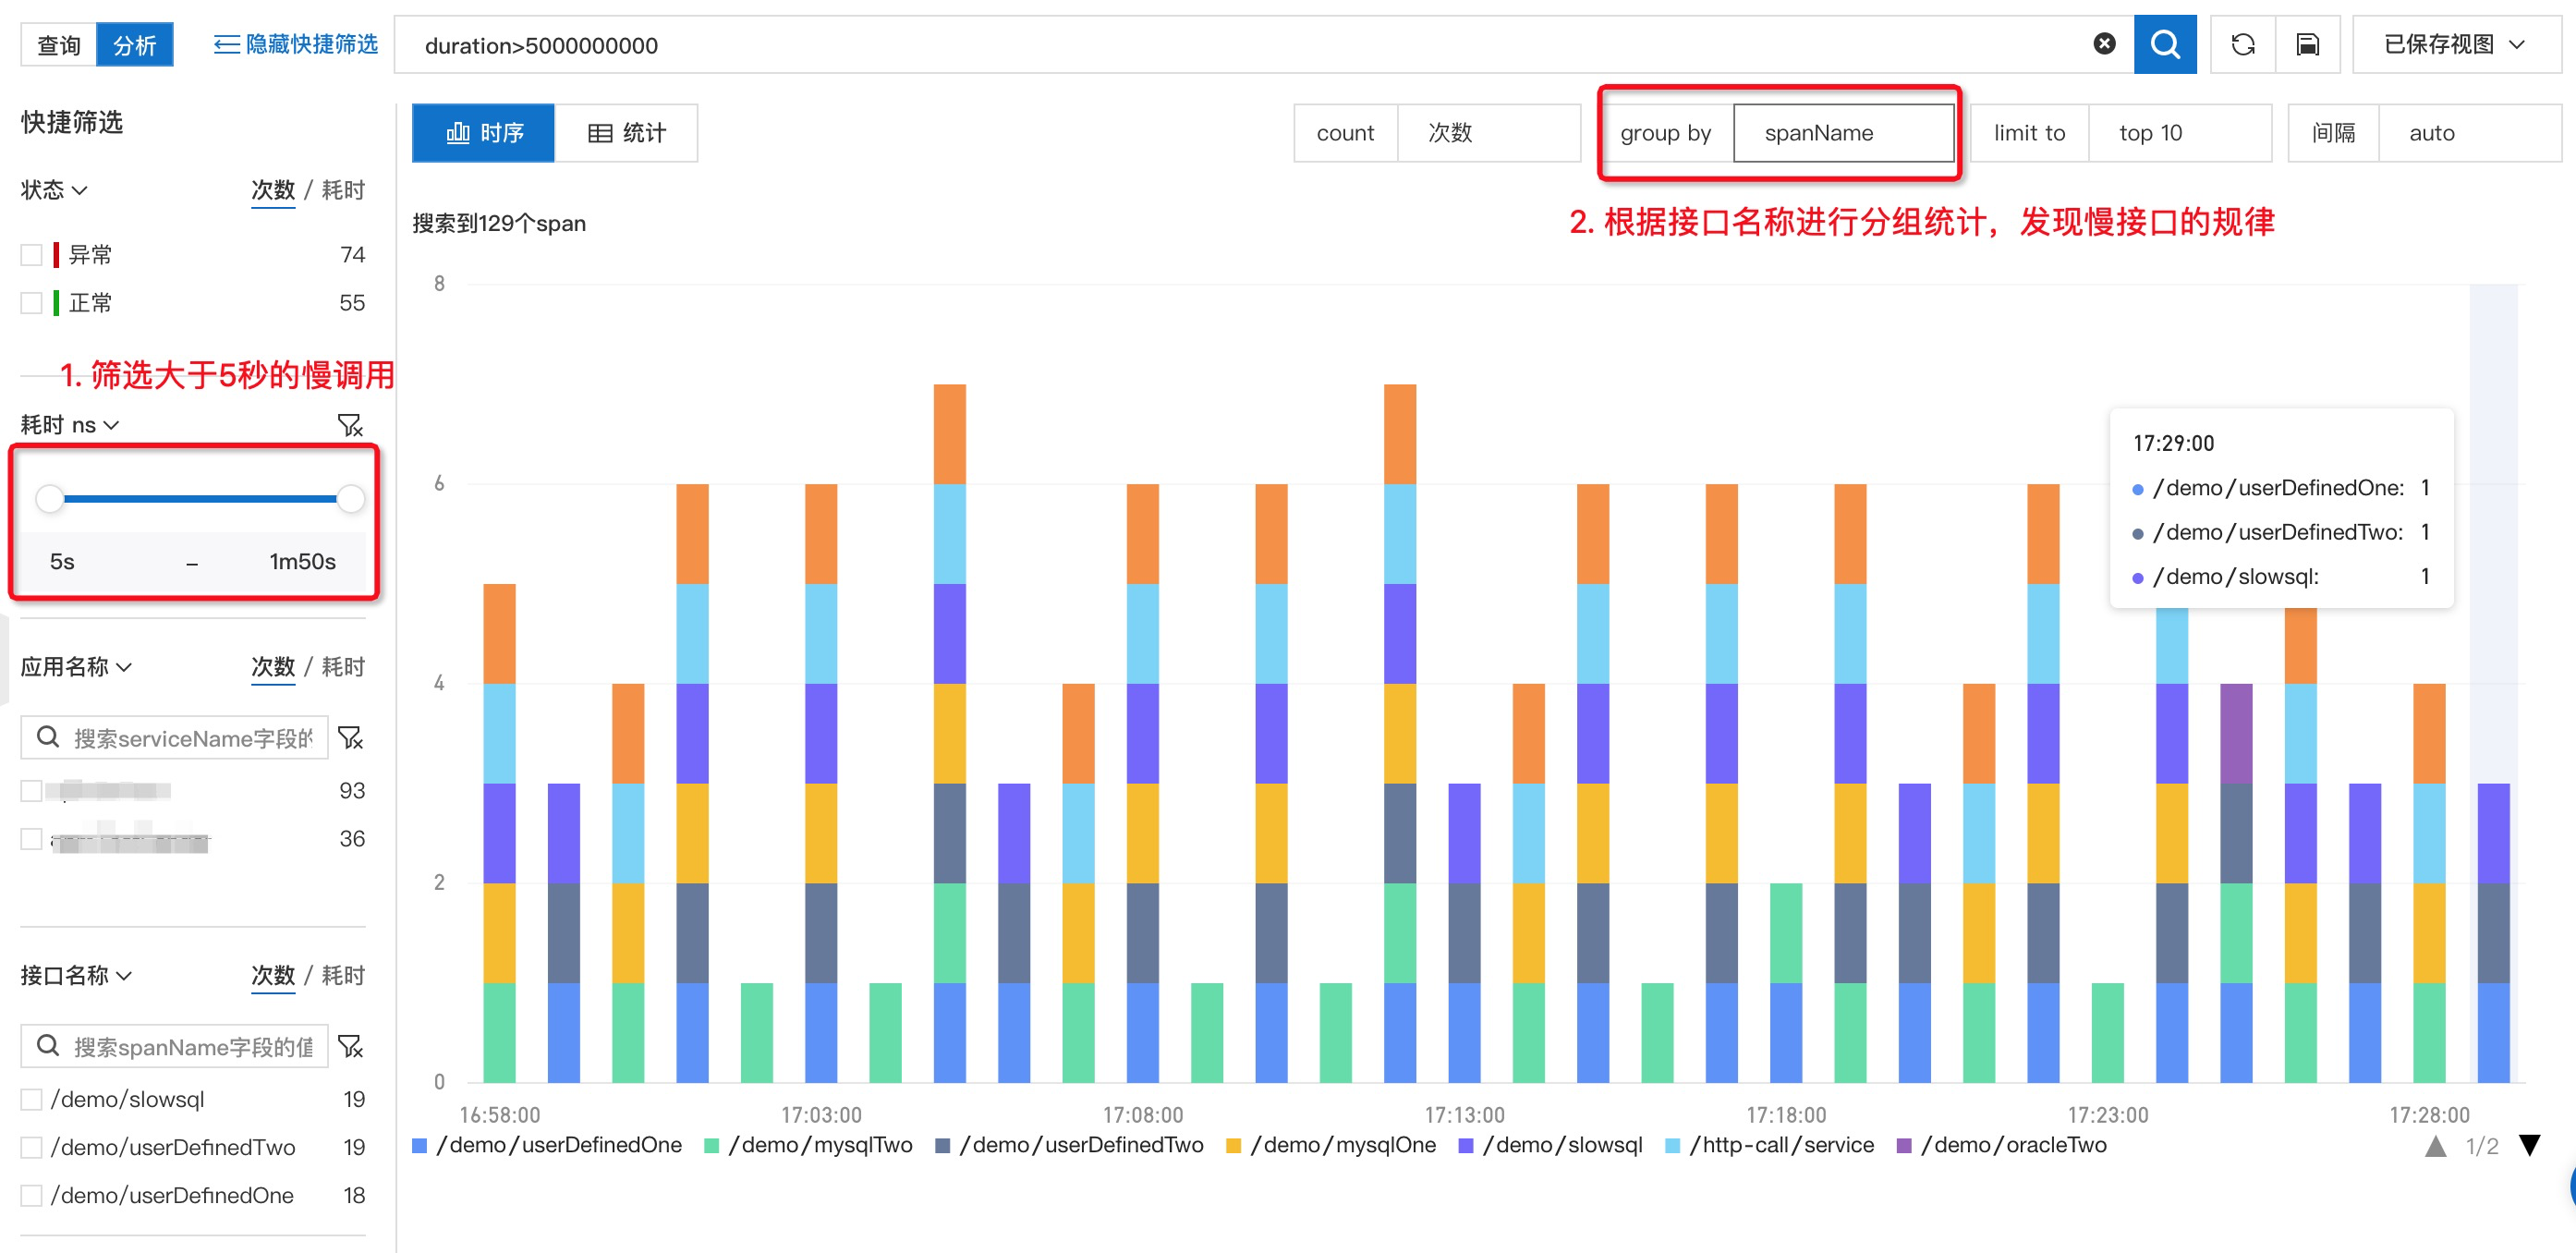 查询 分析 隐藏快捷筛选 duration>5000000000 已保存视图
快捷筛选
时序 统计 count 次数 group by spanName limit to top 10 间隔 auto
状态 次数 / 耗时
搜索到129个span
2. 根据接口名称进行分组统计，发现慢接口的规律
异常 74
正常 55
1. 筛选大于5秒的慢调用
耗时 ns
5s – 1m50s
应用名称 次数 / 耗时
搜索serviceName字段的
93
36
接口名称 次数 / 耗时
搜索spanName字段的值
/demo/slowsql 19
/demo/userDefinedTwo 19
/demo/userDefinedOne 18
8
6
4
2
0
17:29:00
/demo/userDefinedOne: 1
/demo/userDefinedTwo: 1
/demo/slowsql: 1
16:58:00 17:03:00 17:08:00 17:13:00 17:18:00 17:23:00 17:28:00
/demo/userDefinedOne /demo/mysqlTwo /demo/userDefinedTwo /demo/mysqlOne /demo/slowsql /http-call/service /demo/oracleTwo 1/2